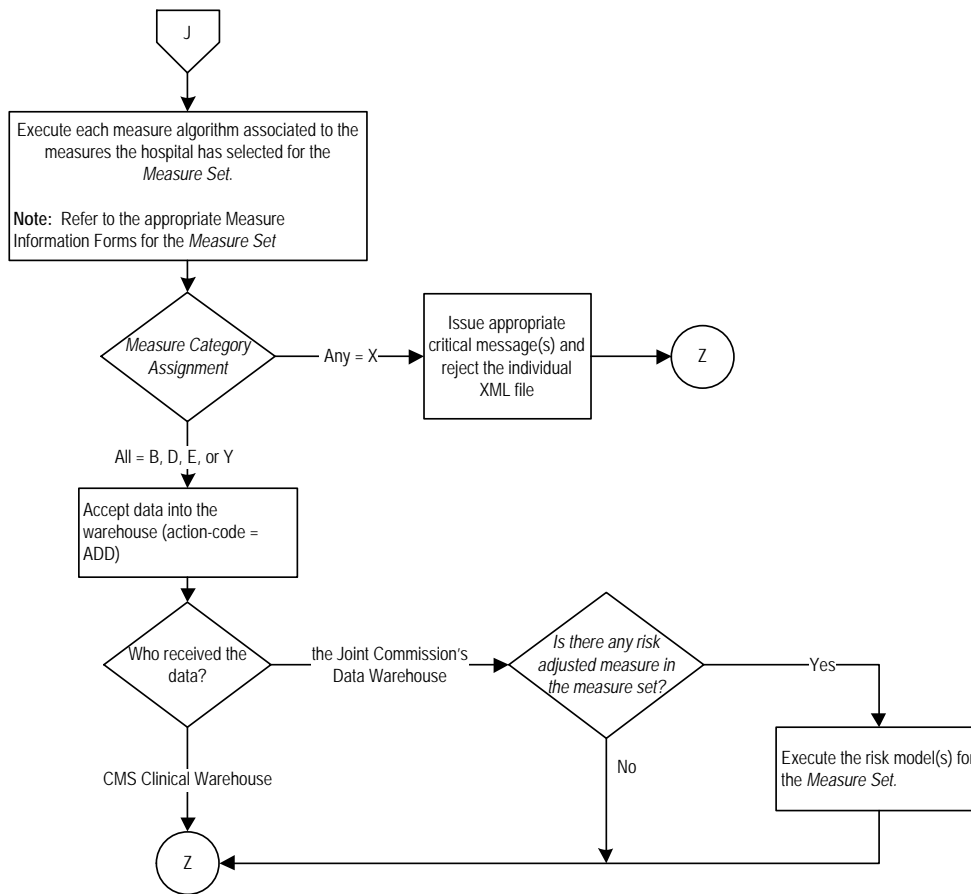 J
Execute each measure algorithm associated to the
measures the hospital has selected for the
Measure Set.
Note: Refer to the appropriate Measure
Information Forms for the Measure Set
Measure Category
Assignment
Any = X
Issue appropriate
critical message(s) and
reject the individual
XML file
Z
All = B, D, E, or Y
Accept data into the
warehouse (action-code =
ADD)
Who received the
data?
the Joint Commission's
Data Warehouse
Is there any risk
adjusted measure in
the measure set?
Yes
No
Execute the risk model(s) for
the Measure Set.
CMS Clinical Warehouse
Z